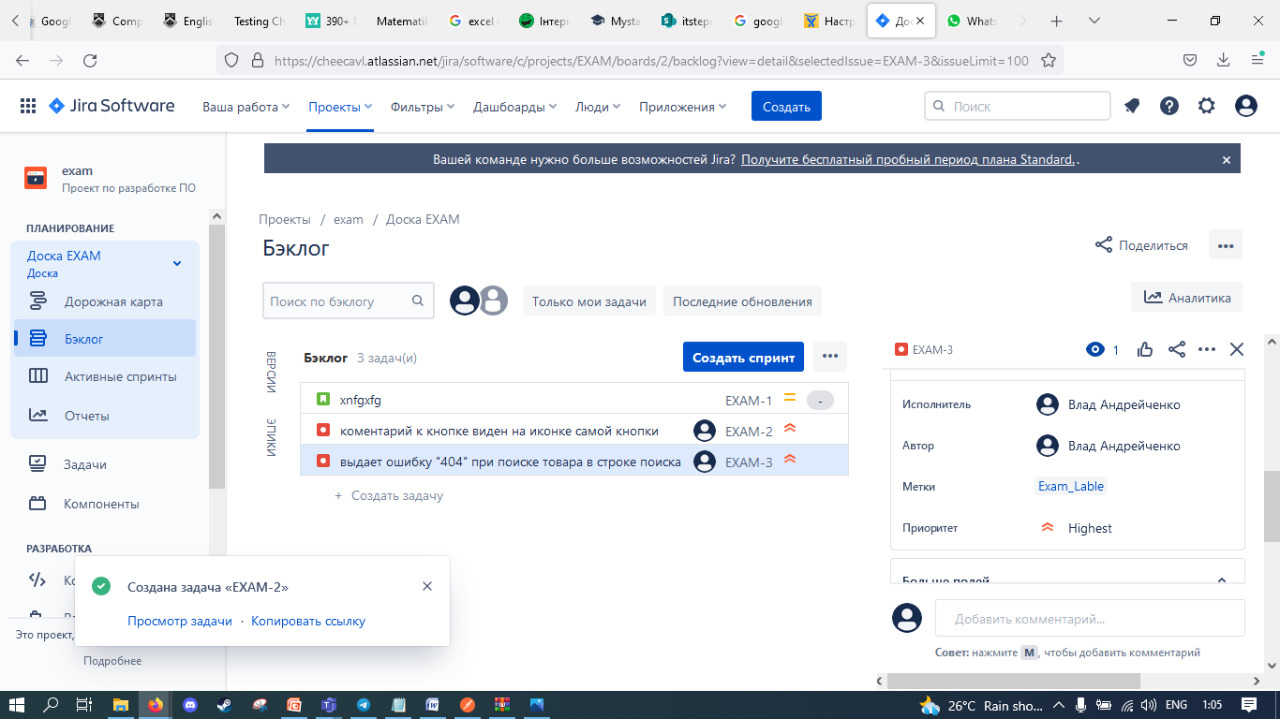 Googl
Comp
English
Testing Ch
390+
Matematik
excel
Інтерн
Mysta
itstepe
googl
Настр
Дос
Whats
https://cheecavl.atlassian.net/jira/software/c/projects/EXAM/boards/2/backlog?view=detail&selectedIssue=EXAM-3&issueLimit=100
Jira Software
Ваша работа
Проекты
Фильтры
Дашборды
Люди
Приложения
Создать
Поиск
Вашей команде нужно больше возможностей Jira? Получите бесплатный пробный период плана Standard. .
exam
Проект по разработке ПО
ПЛАНИРОВАНИЕ
Доска EXAM
Доска
Дорожная карта
Бэклог
Активные спринты
Отчеты
Задачи
Компоненты
РАЗРАБОТКА
Это проект,
Подробнее
Проекты / exam / Доска EXAM
Бэклог
Поделиться
Поиск по бэклогу
Только мои задачи
Последние обновления
Аналитика
ВЕРСИИ
ЭПИКИ
Бэклог 3 задач(и)
Создать спринт
xnfgxfg EXAM-1 -
коментарий к кнопке виден на иконке самой кнопки EXAM-2
выдает ошибку "404" при поиске товара в строке поиска EXAM-3
+ Создать задачу
EXAM-3
1
Исполнитель Влад Андрейченко
Автор Влад Андрейченко
Метки Exam_Lable
Приоритет Highest
Больше полей
Добавить комментарий...
Совет: нажмите M, чтобы добавить комментарий
Создана задача «EXAM-2»
Просмотр задачи · Копировать ссылку
26°C Rain sho...
ENG
1:05